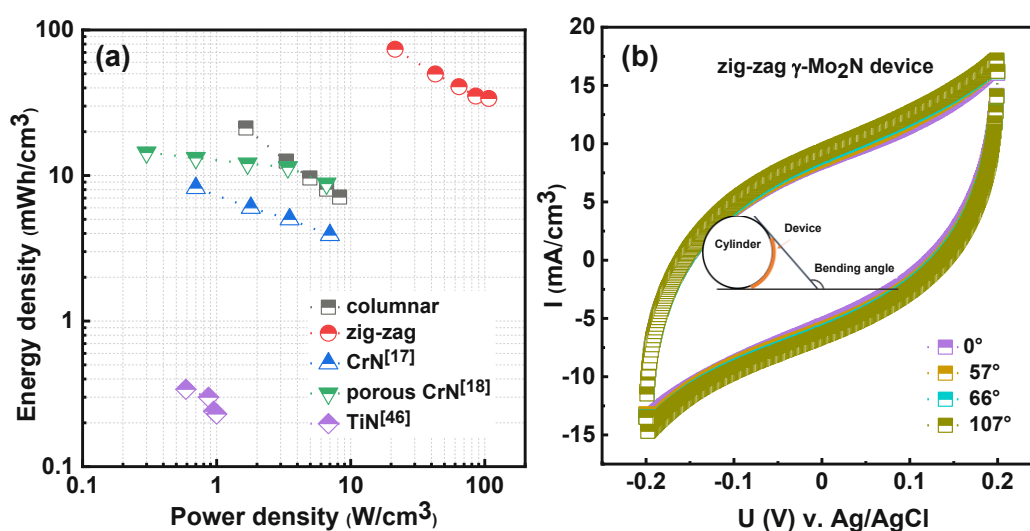 (a)
Energy density (mWh/cm3)
100
10
1
0.1
columnar
zig-zag
CrN[17]
porous CrN[18]
TiN[46]
0.1
1
10
100
Power density (W/cm3)
(b)
zig-zag γ-Mo2N device
I (mA/cm3)
20
15
10
5
0
-5
-10
-15
Cylinder
Device
Bending angle
0°
57°
66°
107°
-0.2
-0.1
0
0.1
0.2
U (V) v. Ag/AgCl